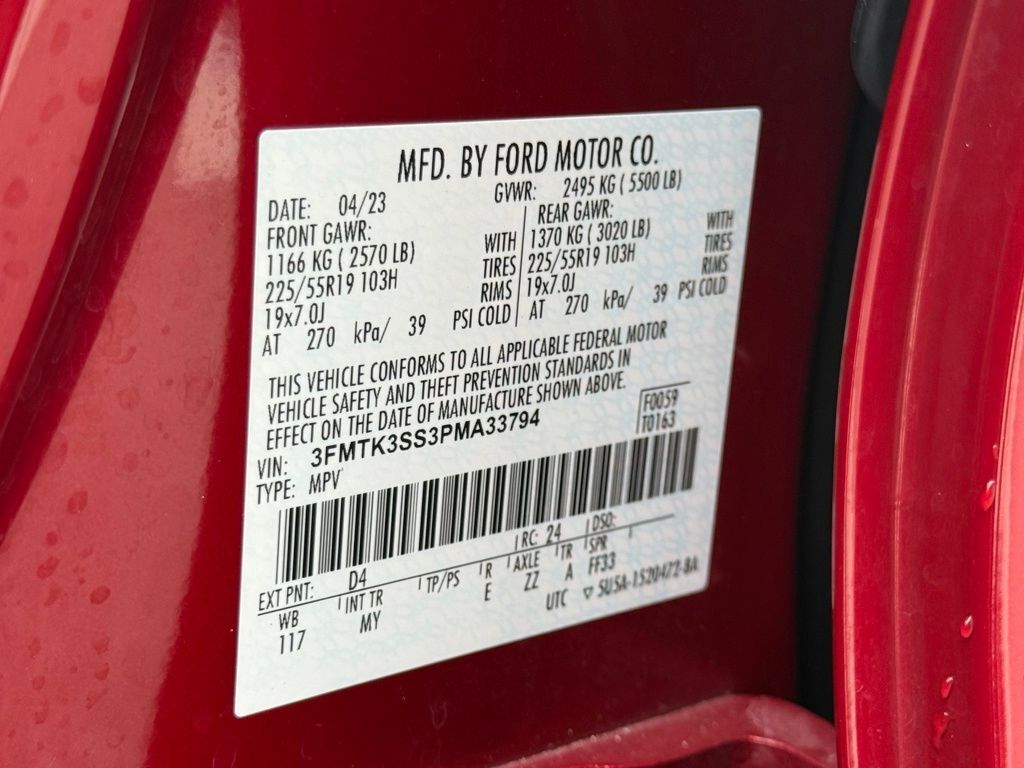 MFD. BY FORD MOTOR CO.
DATE: 04/23 GVWR: 2495 KG ( 5500 LB)
FRONT GAWR: REAR GAWR:
1166 KG ( 2570 LB) WITH 1370 KG ( 3020 LB) WITH
225/55R19 103H TIRES 225/55R19 103H TIRES
19x7.0J RIMS 19x7.0J RIMS
AT 270 kPa/ 39 PSI COLD AT 270 kPa/ 39 PSI COLD
THIS VEHICLE CONFORMS TO ALL APPLICABLE FEDERAL MOTOR
VEHICLE SAFETY AND THEFT PREVENTION STANDARDS IN
EFFECT ON THE DATE OF MANUFACTURE SHOWN ABOVE.
VIN: 3FMTK3SS3PMA33794 F0059
TYPE: MPV T0163
EXT PNT: D4 RC: 24 DSO:
WB INT TR TP/PS R AXLE TR SPR
117 MY E ZZ A FF33
UTC ▽ SU5A-1520472-BA